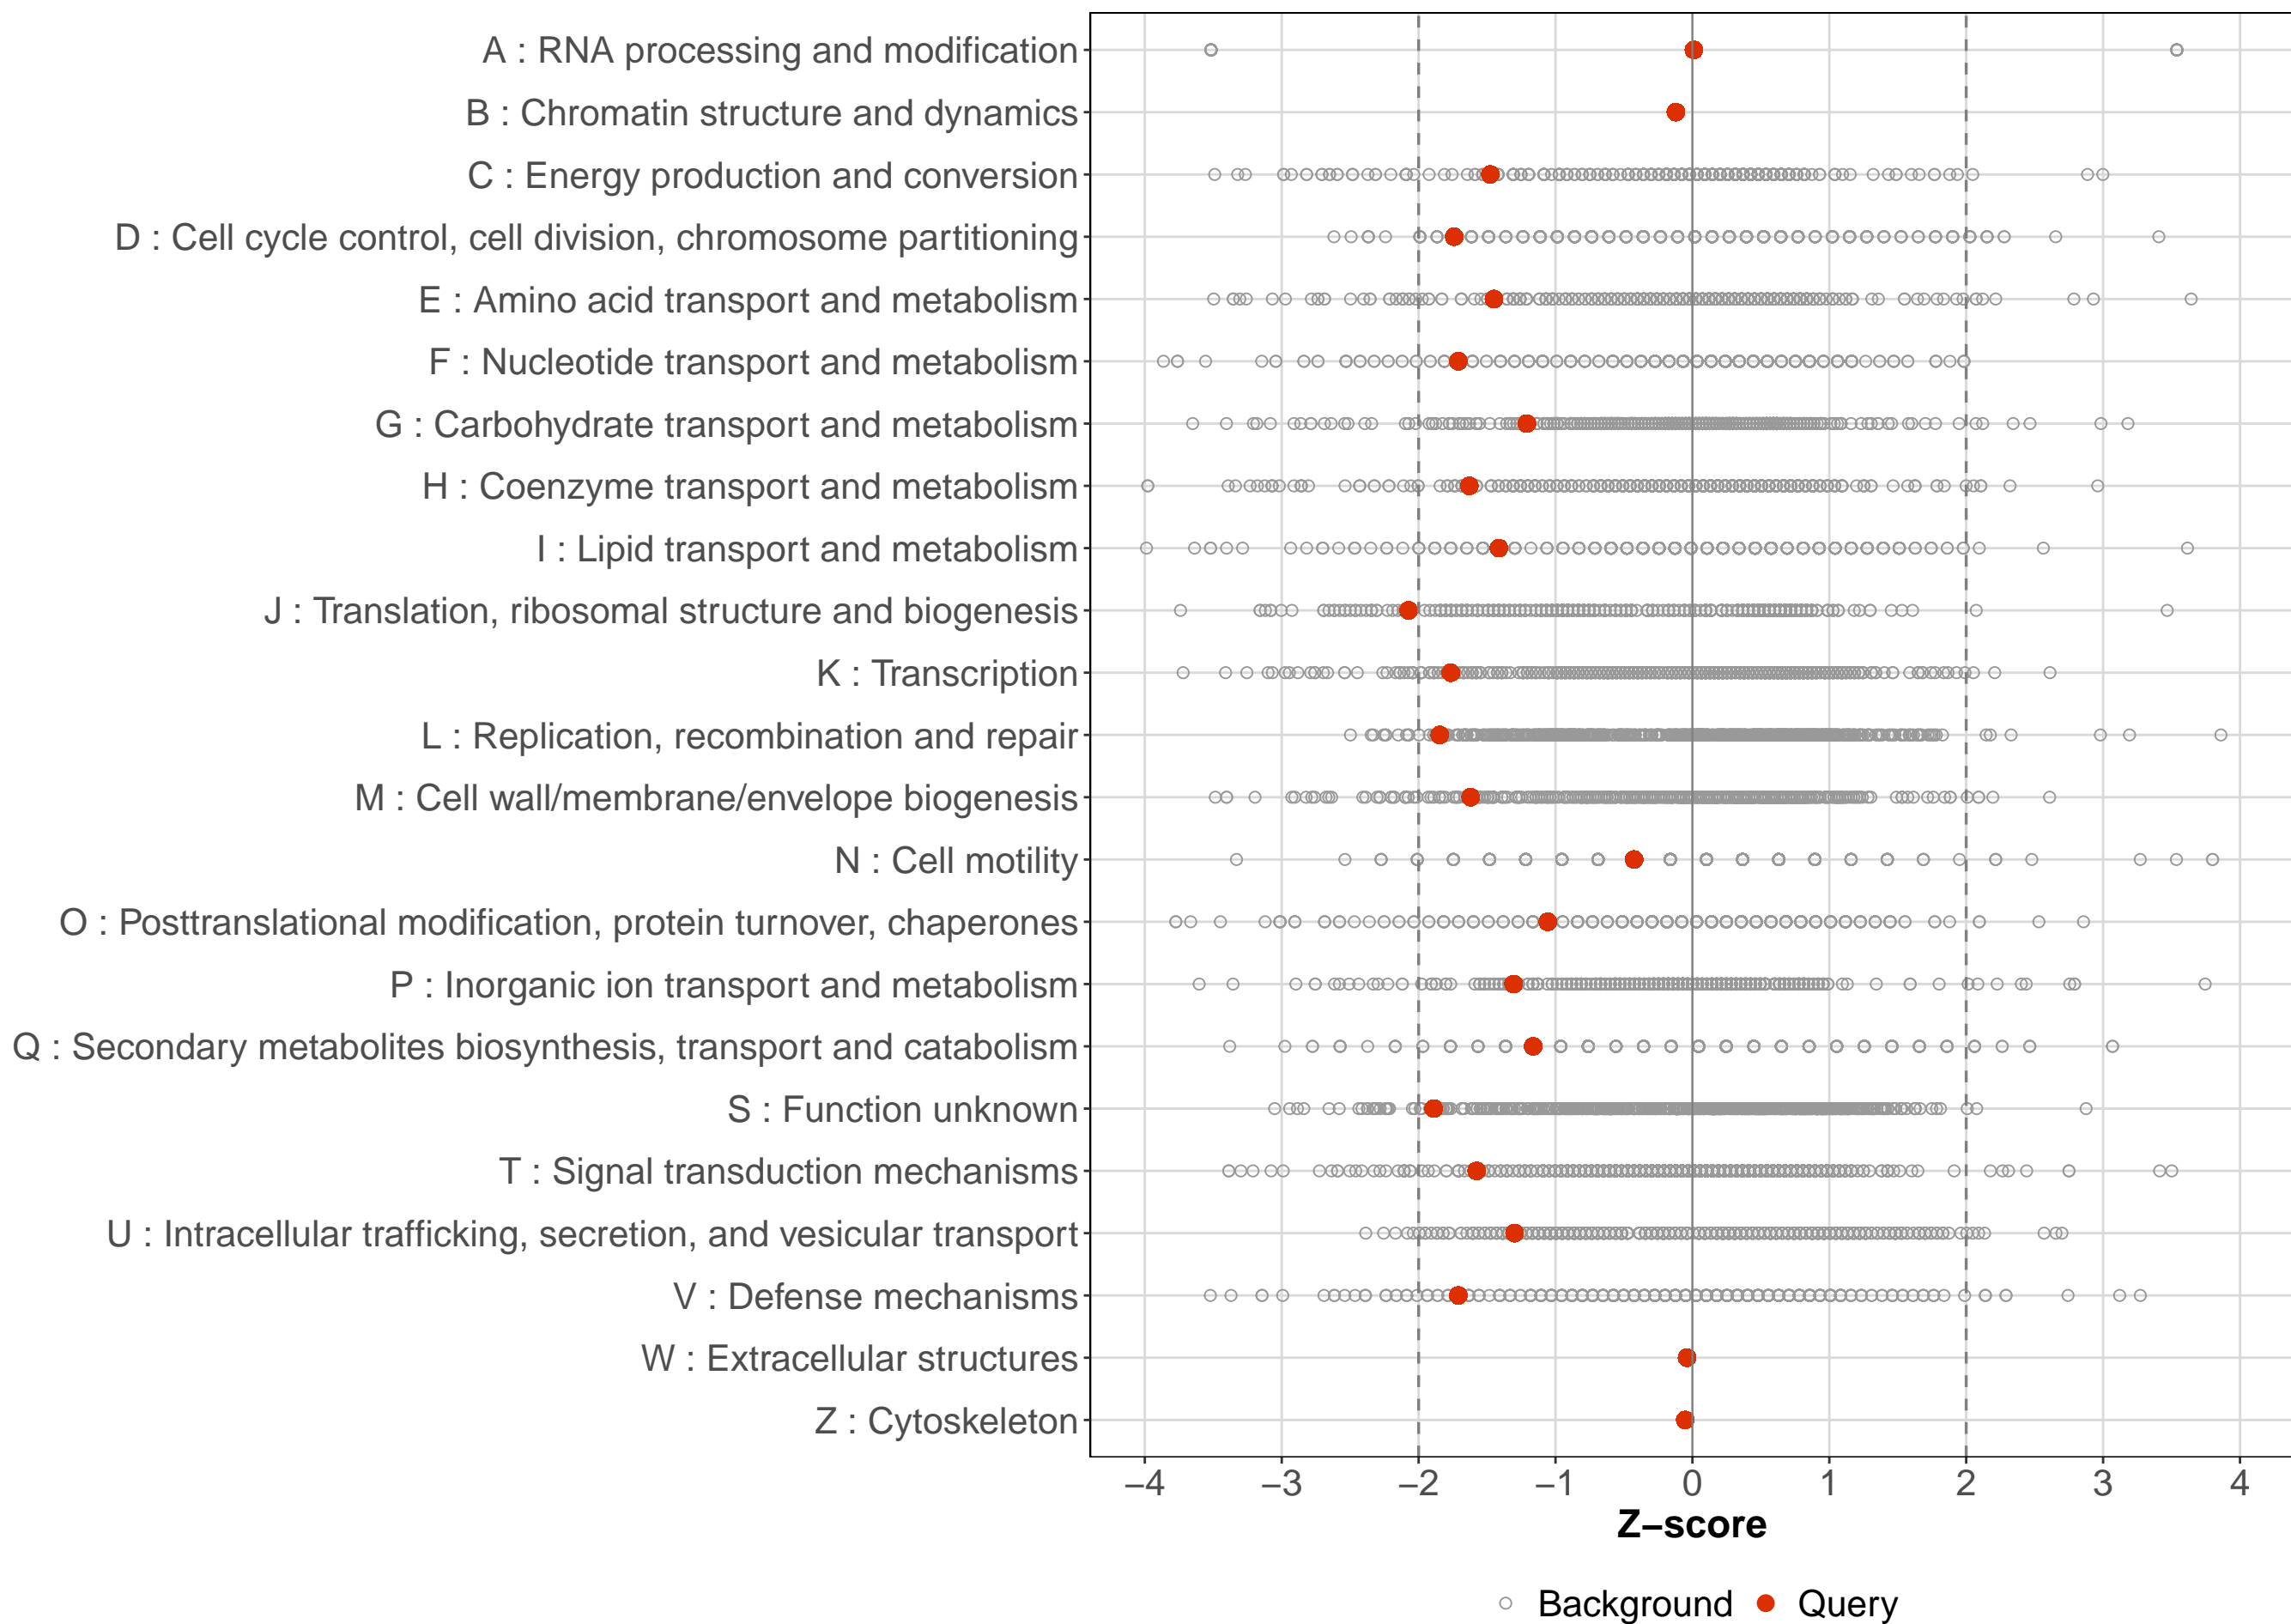 A : RNA processing and modification
B : Chromatin structure and dynamics
C : Energy production and conversion
D : Cell cycle control, cell division, chromosome partitioning
E : Amino acid transport and metabolism
F : Nucleotide transport and metabolism
G : Carbohydrate transport and metabolism
H : Coenzyme transport and metabolism
I : Lipid transport and metabolism
J : Translation, ribosomal structure and biogenesis
K : Transcription
L : Replication, recombination and repair
M : Cell wall/membrane/envelope biogenesis
N : Cell motility
O : Posttranslational modification, protein turnover, chaperones
P : Inorganic ion transport and metabolism
Q : Secondary metabolites biosynthesis, transport and catabolism
S : Function unknown
T : Signal transduction mechanisms
U : Intracellular trafficking, secretion, and vesicular transport
V : Defense mechanisms
W : Extracellular structures
Z : Cytoskeleton
−4 −3 −2 −1 0 1 2 3 4
Z−score
Background Query